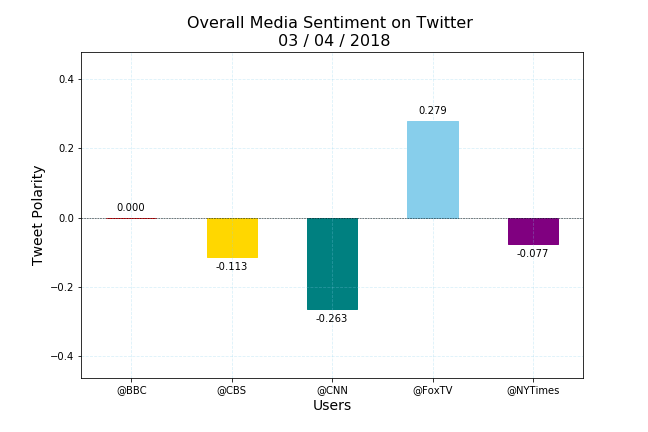 Overall Media Sentiment on Twitter
03 / 04 / 2018
Tweet Polarity
0.4
0.2
0.0
−0.2
−0.4
0.000
-0.113
-0.263
0.279
-0.077
@BBC
@CBS
@CNN
@FoxTV
@NYTimes
Users